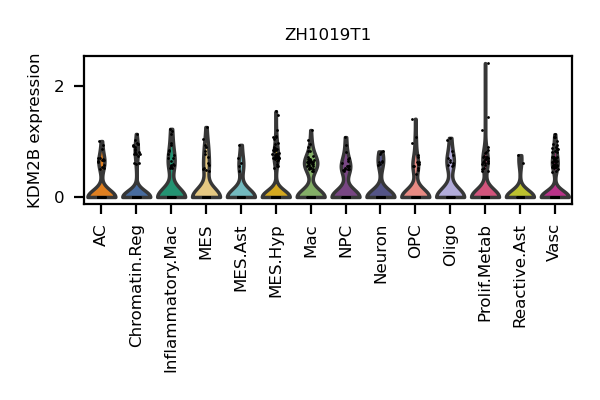 ZH1019T1
KDM2B expression
2
0
AC
Chromatin.Reg
Inflammatory.Mac
MES
MES.Ast
MES.Hyp
Mac
NPC
Neuron
OPC
Oligo
Prolif.Metab
Reactive.Ast
Vasc